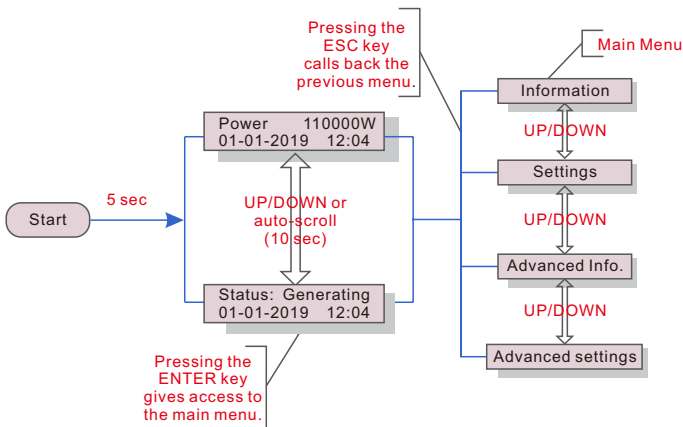 Pressing the
ESC key
calls back the
previous menu.
Main Menu
Power 110000W
01-01-2019 12:04
Information
UP/DOWN
Settings
5 sec
Start
UP/DOWN or
auto-scroll
(10 sec)
UP/DOWN
Advanced Info.
Status: Generating
01-01-2019 12:04
UP/DOWN
Advanced settings
Pressing the
ENTER key
gives access to
the main menu.